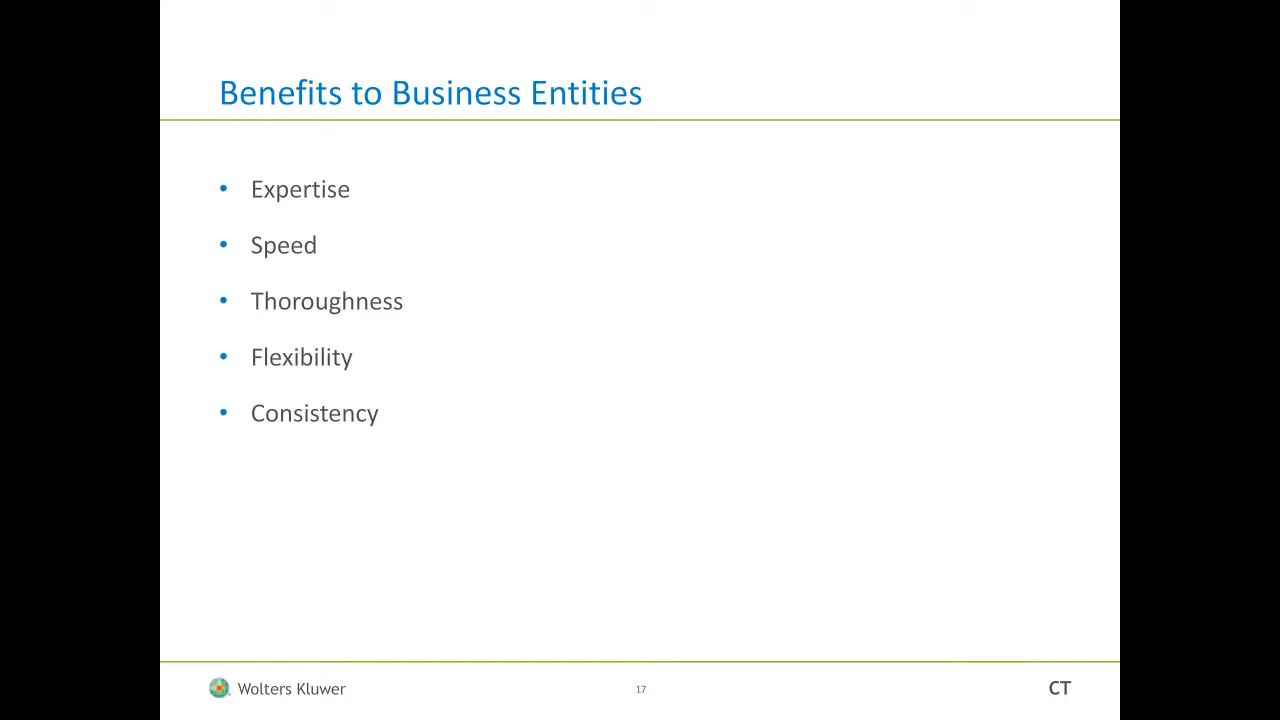 Benefits to Business Entities
• Expertise
• Speed
• Thoroughness
• Flexibility
• Consistency
Wolters Kluwer
17
CT